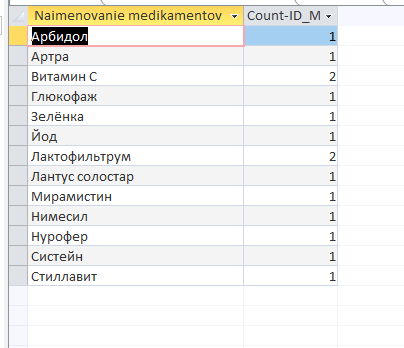 Naimenovanie medikamentov Count-ID_M
Арбидол 1
Артра 1
Витамин С 2
Глюкофаж 1
Зелёнка 1
Йод 1
Лактофильтрум 2
Лантус солостар 1
Мирамистин 1
Нимесил 1
Нурофер 1
Систейн 1
Стиллавит 1